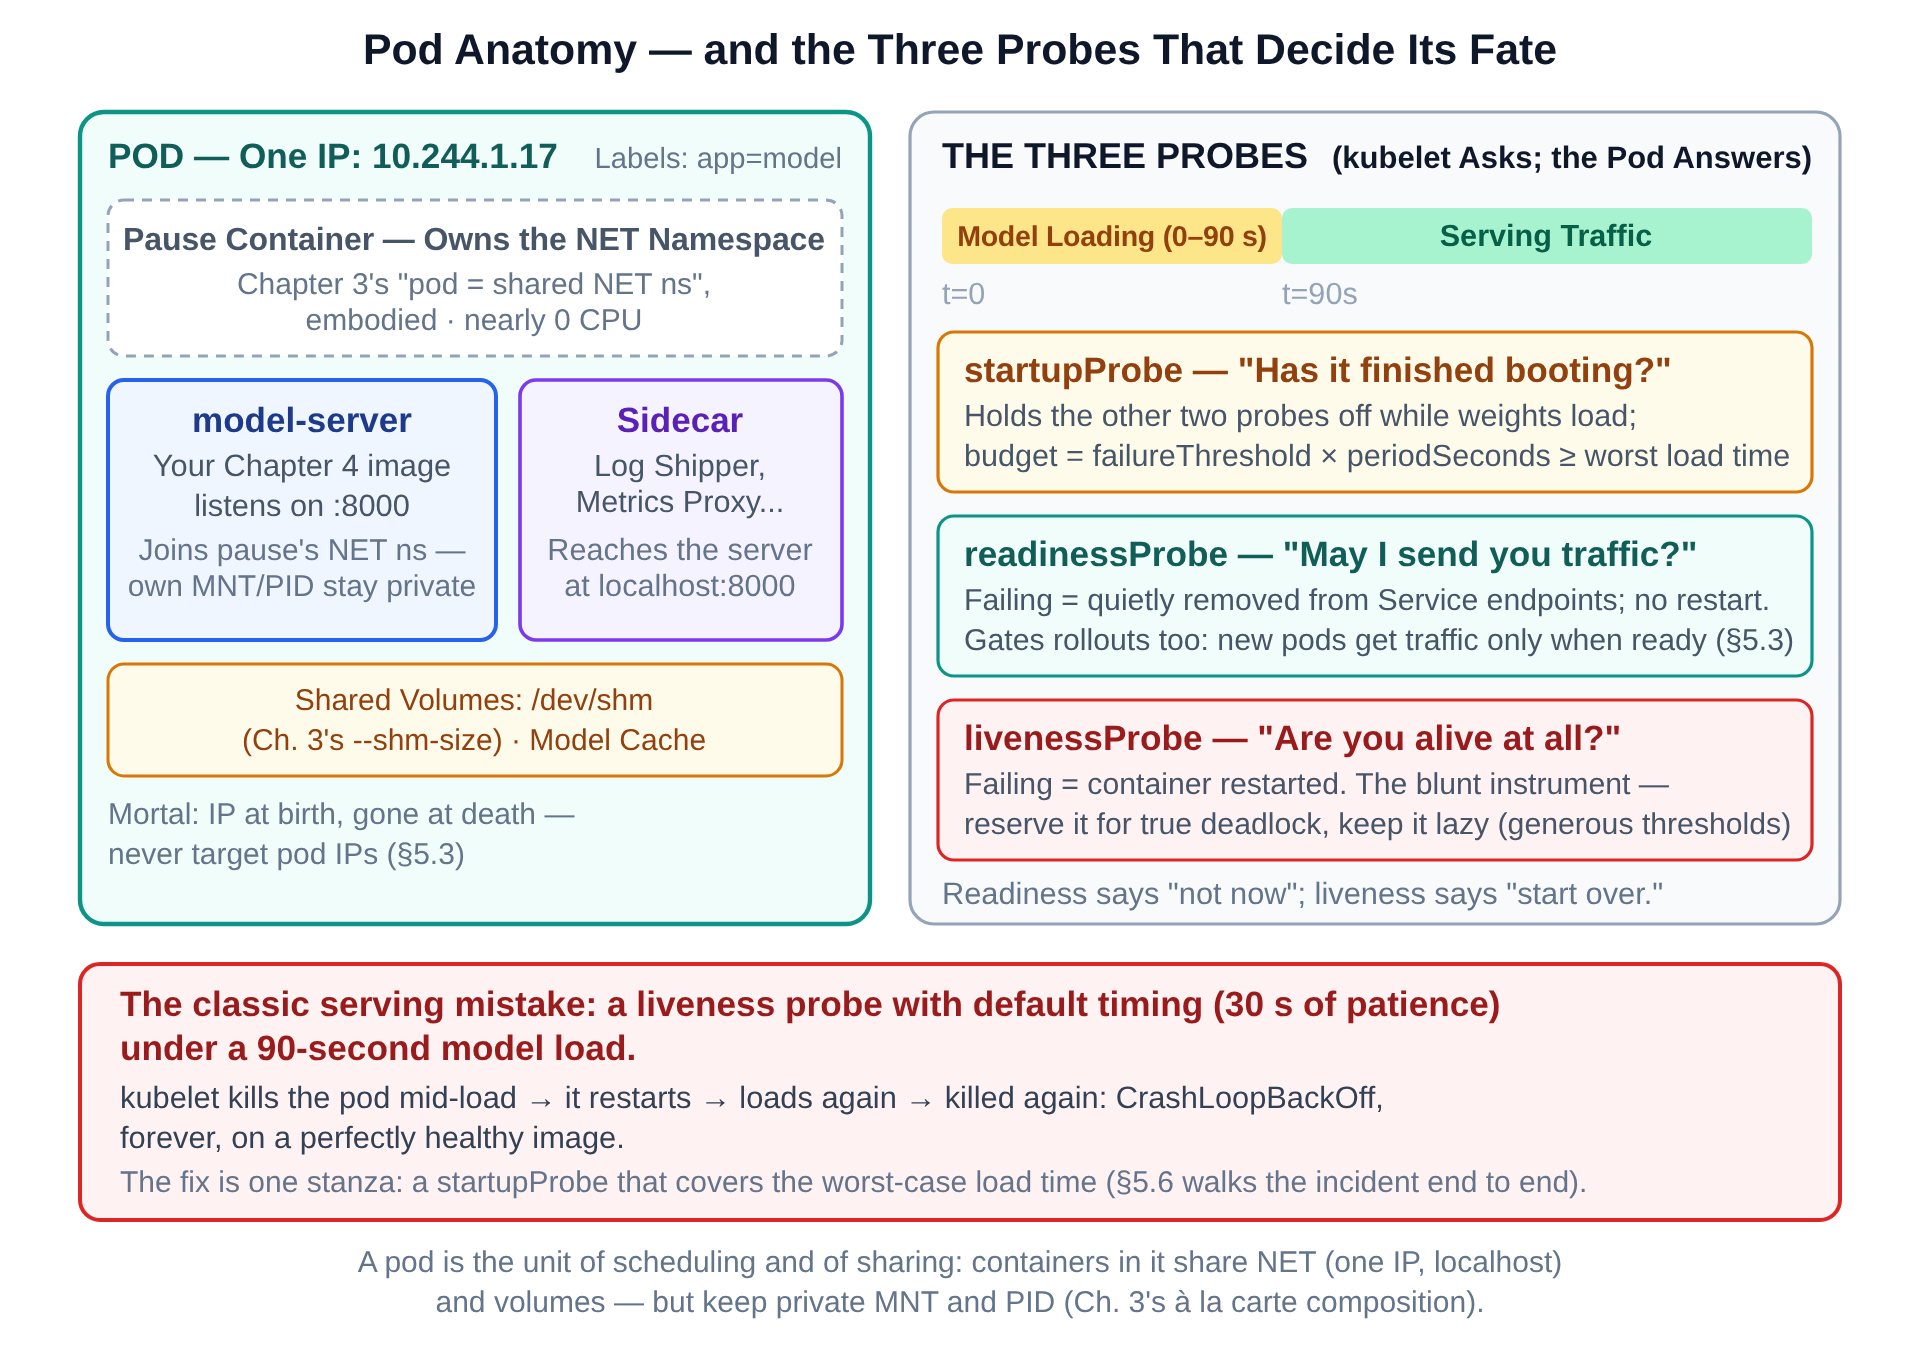 Pod Anatomy — and the Three Probes That Decide Its Fate
POD — One IP: 10.244.1.17
Labels: app=model
Pause Container — Owns the NET Namespace
Chapter 3's "pod = shared NET ns",
embodied · nearly 0 CPU
model-server
Your Chapter 4 image
listens on :8000
Joins pause's NET ns —
own MNT/PID stay private
Sidecar
Log Shipper,
Metrics Proxy...
Reaches the server
at localhost:8000
Shared Volumes: /dev/shm
(Ch. 3's --shm-size) · Model Cache
Mortal: IP at birth, gone at death —
never target pod IPs (§5.3)
THE THREE PROBES (kubelet Asks; the Pod Answers)
Model Loading (0–90 s)
Serving Traffic
t=0
t=90s
startupProbe — "Has it finished booting?"
Holds the other two probes off while weights load;
budget = failureThreshold × periodSeconds ≥ worst load time
readinessProbe — "May I send you traffic?"
Failing = quietly removed from Service endpoints; no restart.
Gates rollouts too: new pods get traffic only when ready (§5.3)
livenessProbe — "Are you alive at all?"
Failing = container restarted. The blunt instrument —
reserve it for true deadlock, keep it lazy (generous thresholds)
Readiness says "not now"; liveness says "start over."
The classic serving mistake: a liveness probe with default timing (30 s of patience)
under a 90-second model load.
kubelet kills the pod mid-load → it restarts → loads again → killed again: CrashLoopBackOff,
forever, on a perfectly healthy image.
The fix is one stanza: a startupProbe that covers the worst-case load time (§5.6 walks the incident end to end).
A pod is the unit of scheduling and of sharing: containers in it share NET (one IP, localhost)
and volumes — but keep private MNT and PID (Ch. 3's à la carte composition).